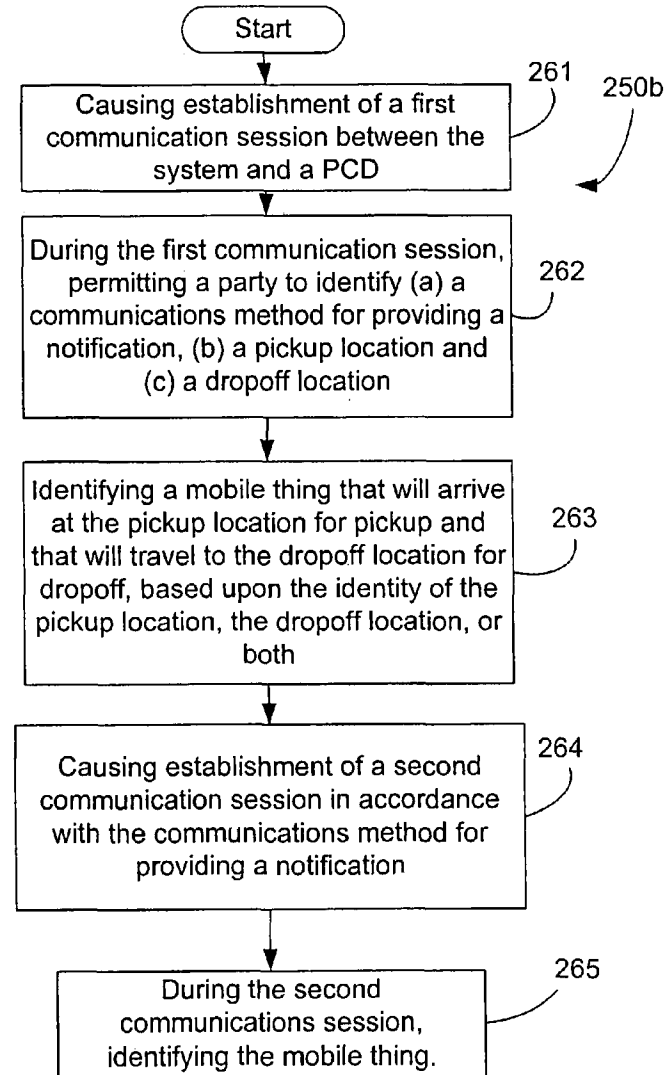 Start
261
250b
Causing establishment of a first
communication session between the
system and a PCD
During the first communication session,
permitting a party to identify (a) a
communications method for providing a
notification, (b) a pickup location and
(c) a dropoff location
262
Identifying a mobile thing that will arrive
at the pickup location for pickup and
that will travel to the dropoff location for
dropoff, based upon the identity of the
pickup location, the dropoff location, or
both
263
Causing establishment of a second
communication session in accordance
with the communications method for
providing a notification
264
During the second
communications session,
identifying the mobile thing.
265